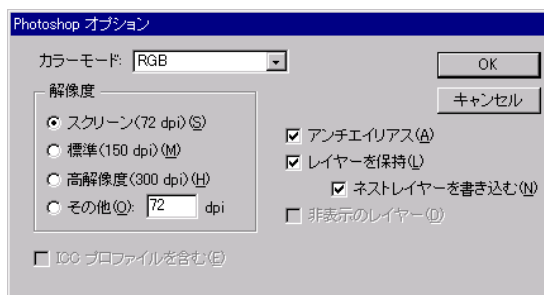 Photoshop オプション
カラーモード: RGB
OK
キャンセル
解像度
スクリーン(72 dpi)(S)
標準(150 dpi)(M)
高解像度(300 dpi)(H)
その他(O): 72 dpi
アンチエイリアス(A)
レイヤーを保持(L)
ネストレイヤーを書き込む(N)
非表示のレイヤー(D)
ICC プロファイルを含む(E)